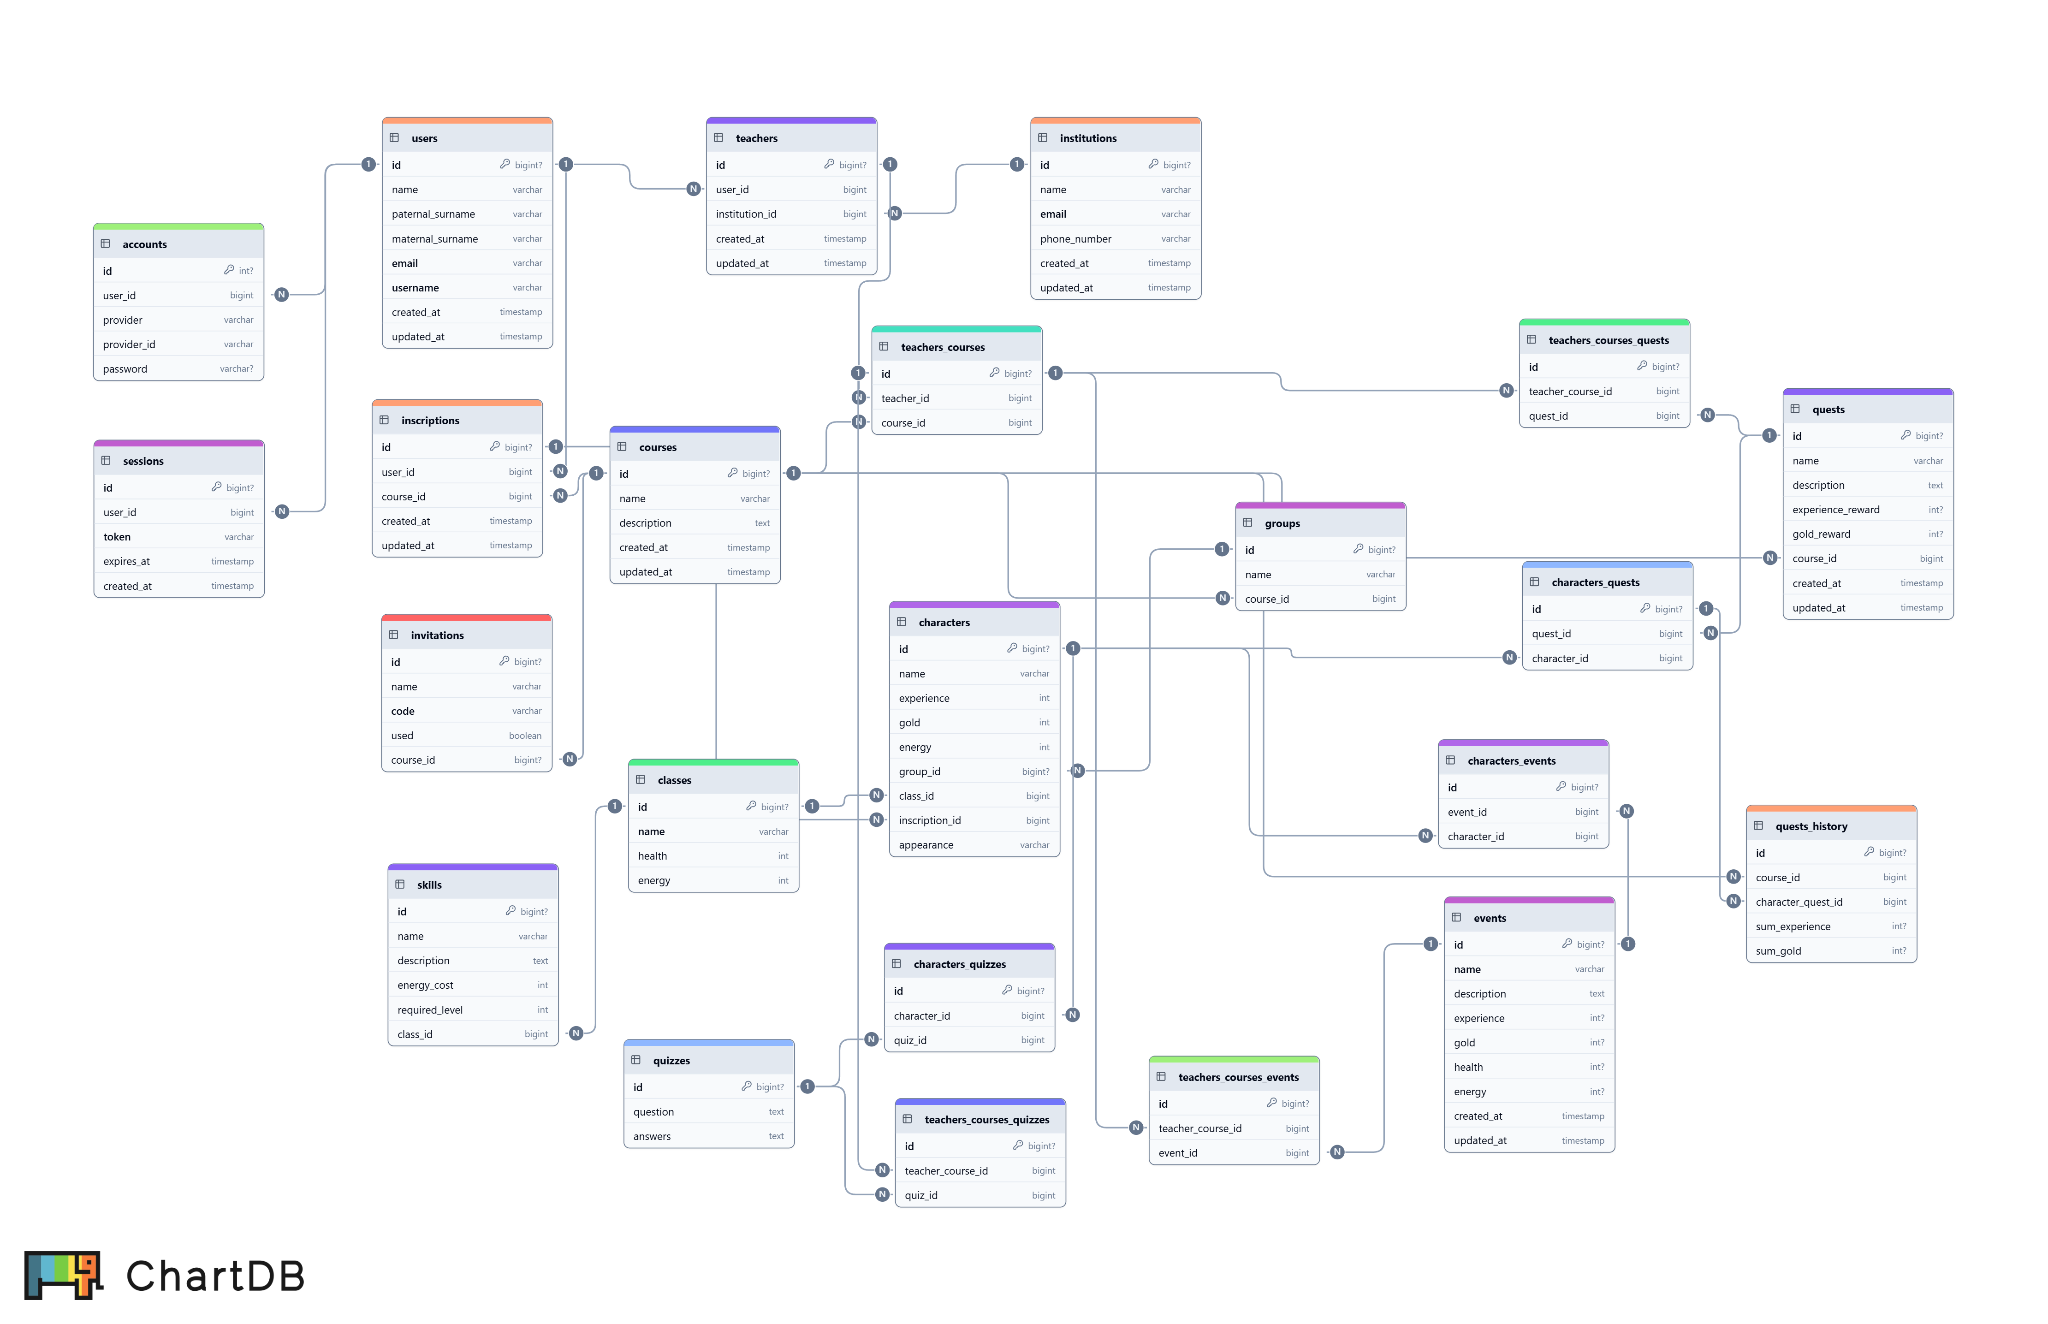 users
id bigint?
name varchar
paternal_surname varchar
maternal_surname varchar
email varchar
username varchar
created_at timestamp
updated_at timestamp
teachers
id bigint?
user_id bigint
institution_id bigint
created_at timestamp
updated_at timestamp
institutions
id bigint?
name varchar
email varchar
phone_number varchar
created_at timestamp
updated_at timestamp
accounts
id int?
user_id bigint
provider varchar
provider_id varchar
password varchar?
teachers_courses
id bigint?
teacher_id bigint
course_id bigint
teachers_courses_quests
id bigint?
teacher_course_id bigint
quest_id bigint
quests
id bigint?
name varchar
description text
experience_reward int?
gold_reward int?
course_id bigint
created_at timestamp
updated_at timestamp
inscriptions
id bigint?
user_id bigint
course_id bigint
created_at timestamp
updated_at timestamp
courses
id bigint?
name varchar
description text
created_at timestamp
updated_at timestamp
sessions
id bigint?
user_id bigint
token varchar
expires_at timestamp
created_at timestamp
groups
id bigint?
name varchar
course_id bigint
characters_quests
id bigint?
quest_id bigint
character_id bigint
invitations
id bigint?
name varchar
code varchar
used boolean
course_id bigint?
characters
id bigint?
name varchar
experience int
gold int
energy int
group_id bigint?
class_id bigint
inscription_id bigint
appearance varchar
classes
id bigint?
name varchar
health int
energy int
characters_events
id bigint?
event_id bigint
character_id bigint
quests_history
id bigint?
course_id bigint
character_quest_id bigint
sum_experience int?
sum_gold int?
skills
id bigint?
name varchar
description text
energy_cost int
required_level int
class_id bigint
events
id bigint?
name varchar
description text
experience int?
gold int?
health int?
energy int?
created_at timestamp
updated_at timestamp
characters_quizzes
id bigint?
character_id bigint
quiz_id bigint
quizzes
id bigint?
question text
answers text
teachers_courses_events
id bigint?
teacher_course_id bigint
event_id bigint
teachers_courses_quizzes
id bigint?
teacher_course_id bigint
quiz_id bigint
ChartDB